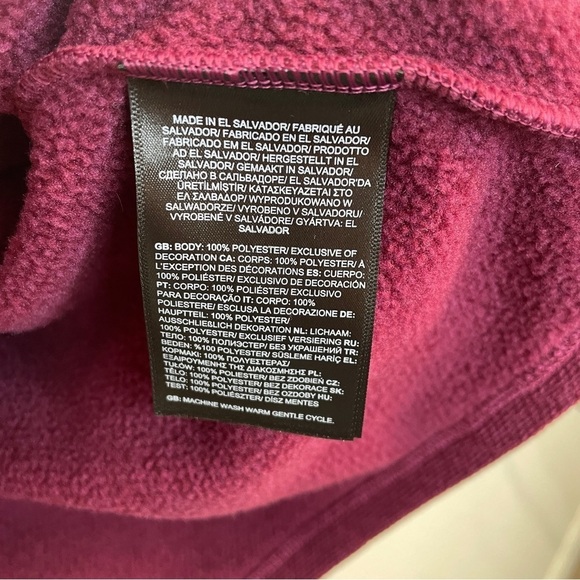 MADE IN EL SALVADOR/ FABRIQUÉ AU
SALVADOR/ FABRICADO EN EL SALVADOR/
FABRICADO EM EL SALVADOR/ PRODOTTO
AD EL SALVADOR/ HERGESTELLT IN EL
SALVADOR/ GEMAAKT IN SALVADOR/
СДЕЛАНО В САЛЬВАДОРЕ/ EL SALVADOR'DA
ÜRETİLMİŞTİR/ ΚΑΤΑΣΚΕΥΑΖΕΤΑΙ ΣΤΟ
ΕΛ ΣΑΛΒΑΔΟΡ/ WYPRODUKOWANO W
SALWADORZE/ VYROBENO V SALVADORU/
VYROBENÉ V SALVÁDORE/ GYÁRTVA: EL
SALVADOR
GB: BODY: 100% POLYESTER/ EXCLUSIVE OF
DECORATION CA: CORPS: 100% POLYESTER/ À
L'EXCEPTION DES DÉCORATIONS ES: CUERPO:
100% POLIÉSTER/ EXCLUSIVO DE DECORACIÓN
PT: CORPO: 100% POLIÉSTER/ EXCLUSIVO
PARA DECORAÇÃO IT: CORPO: 100%
POLIESTERE/ ESCLUSA LA DECORAZIONE DE:
HAUPTTEIL: 100% POLYESTER/
AUSSCHLIESSLICH DEKORATION NL: LICHAAM:
100% POLYESTER/ EXCLUSIEF VERSIERING RU:
ТЕЛО: 100% ПОЛИЭСТЕР/ БЕЗ УКРАШЕНИЙ TR:
BEDEN: %100 POLYESTER/ SÜSLEME HARİÇ EL:
ΚΟΡΜΑΚΙ: 100% ΠΟΛΥΕΣΤΕΡΑΣ/
ΕΞΑΙΡΟΥΜΕΝΗΣ ΤΗΣ ΔΙΑΚΟΣΜΗΣΗΣ PL:
TUŁÓW: 100% POLIESTER/ BEZ ZDOBIEŃ CZ:
TĚLO: 100% POLYESTER/ BEZ DEKORACE SK:
TELO: 100% POLYESTER/ BEZ OZDOBY HU:
TEST: 100% POLIÉSZTER/ DÍSZ MENTES
GB: MACHINE WASH WARM GENTLE CYCLE.